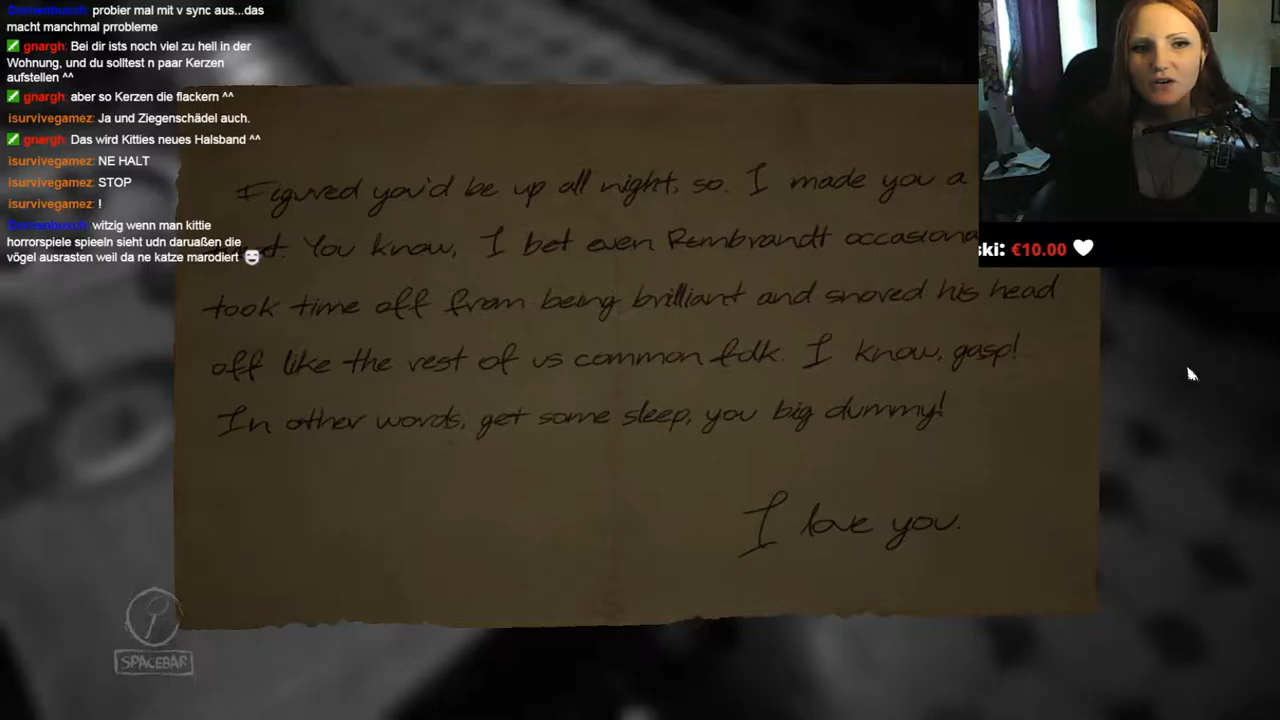 Dornenbusch: probier mal mit v sync aus...das
macht manchmal prrobleme
gnargh: Bei dir ists noch viel zu hell in der
Wohnung, und du solltest n paar Kerzen
aufstellen ^^
gnargh: aber so Kerzen die flackern ^^
isurvivegamez: Ja und Ziegenschädel auch.
gnargh: Das wird Kitties neues Halsband ^^
isurvivegamez: NE HALT
isurvivegamez: STOP
isurvivegamez: !
Dornenbusch: witzig wenn man kittie
horrorspiele spieeln sieht udn daruaßen die
vögel ausrasten weil da ne katze marodiert
ski: €10.00
Figured you'd be up all night, so. I made you a
You know, I bet even Rembrandt occasiona
took time off from being brilliant and snored his head
off like the rest of us common folk. I know, gasp!
In other words, get some sleep, you big dummy!
I love you.
SPACEBAR